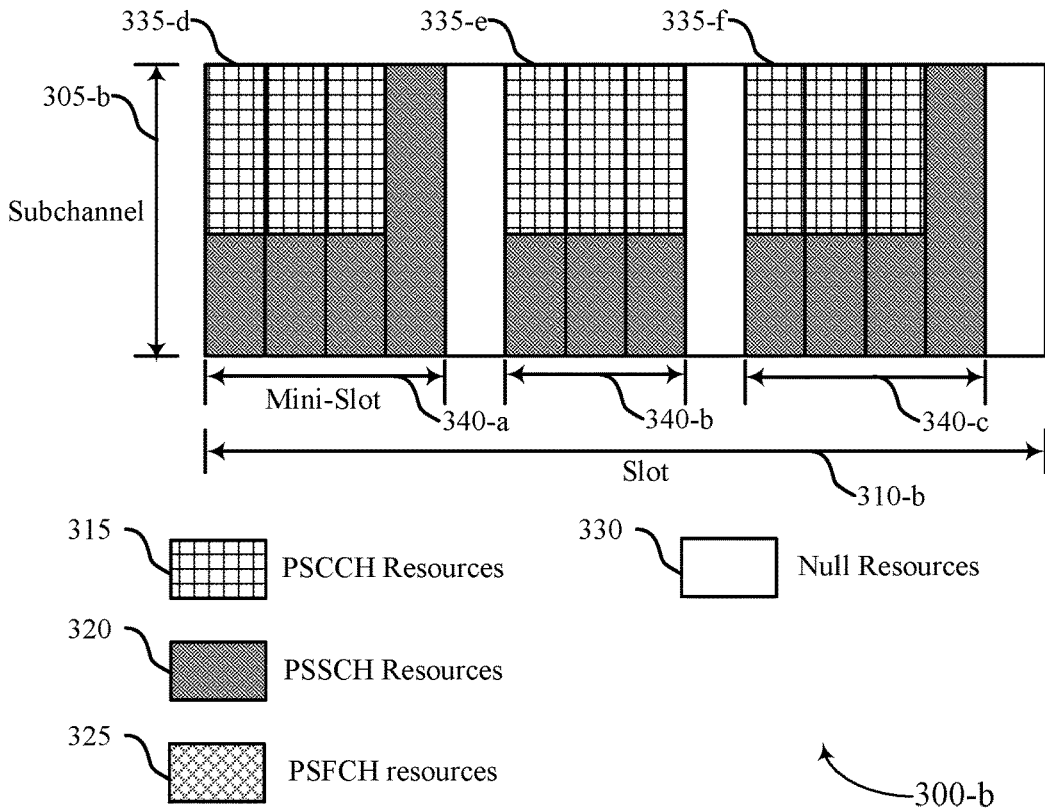 335-d
335-e
335-f
305-b
Subchannel
Mini-Slot
340-a
340-b
340-c
Slot
310-b
315
PSCCH Resources
330
Null Resources
320
PSSCH Resources
325
PSFCH resources
300-b